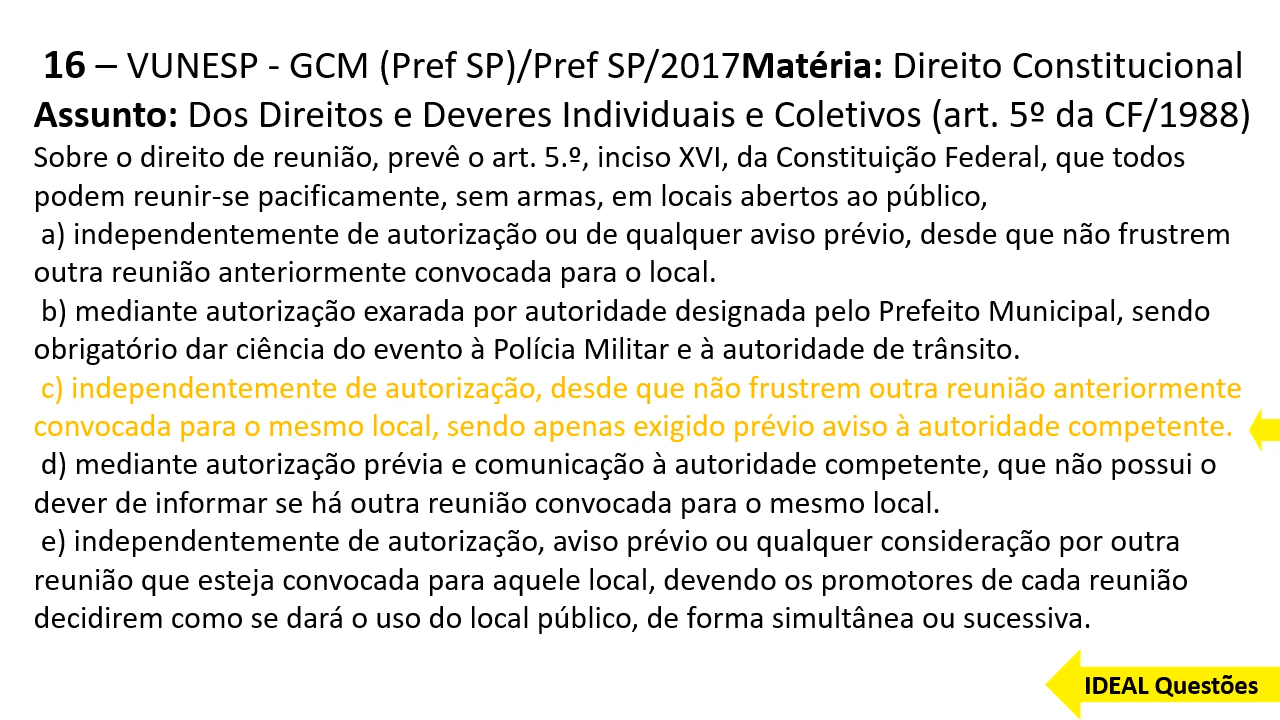 16 – VUNESP - GCM (Pref SP)/Pref SP/2017Matéria: Direito Constitucional
Assunto: Dos Direitos e Deveres Individuais e Coletivos (art. 5º da CF/1988)
Sobre o direito de reunião, prevê o art. 5.º, inciso XVI, da Constituição Federal, que todos
podem reunir-se pacificamente, sem armas, em locais abertos ao público,
a) independentemente de autorização ou de qualquer aviso prévio, desde que não frustrem
outra reunião anteriormente convocada para o local.
b) mediante autorização exarada por autoridade designada pelo Prefeito Municipal, sendo
obrigatório dar ciência do evento à Polícia Militar e à autoridade de trânsito.
c) independentemente de autorização, desde que não frustrem outra reunião anteriormente
convocada para o mesmo local, sendo apenas exigido prévio aviso à autoridade competente.
d) mediante autorização prévia e comunicação à autoridade competente, que não possui o
dever de informar se há outra reunião convocada para o mesmo local.
e) independentemente de autorização, aviso prévio ou qualquer consideração por outra
reunião que esteja convocada para aquele local, devendo os promotores de cada reunião
decidirem como se dará o uso do local público, de forma simultânea ou sucessiva.
IDEAL Questões